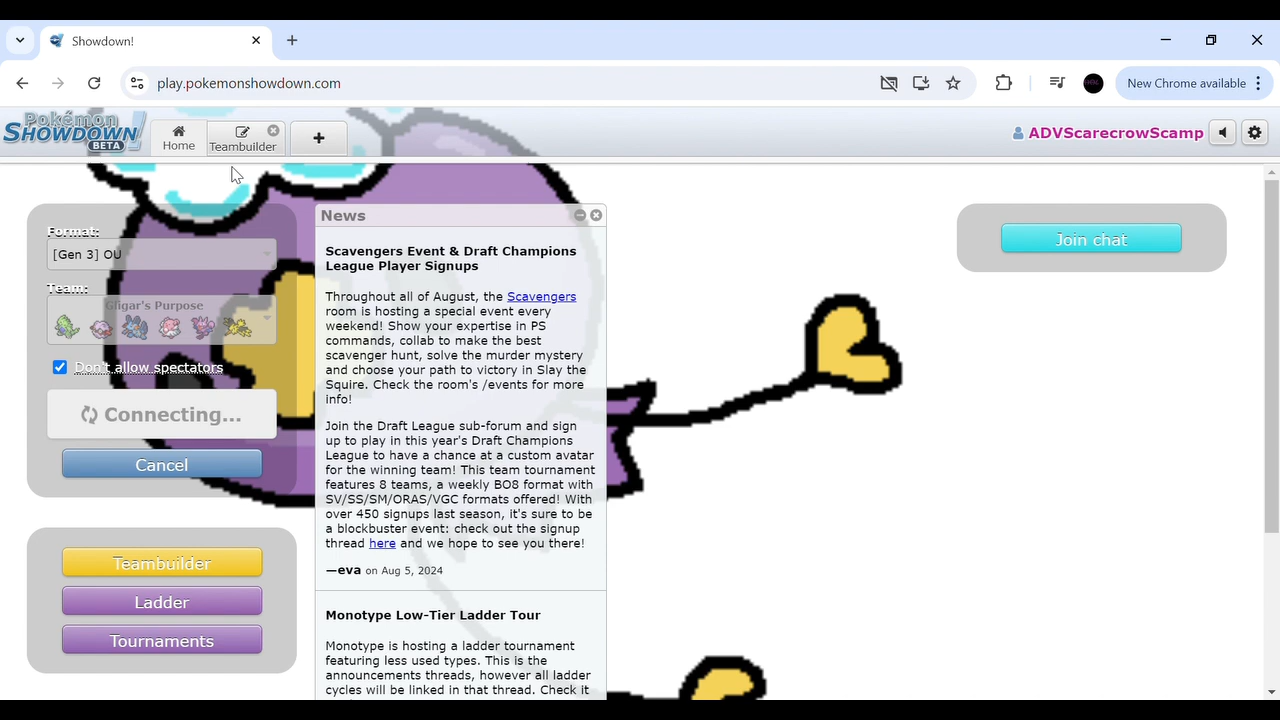 Showdown!
play.pokemonshowdown.com
New Chrome available
Pokémon
SHOWDOWN!
BETA
Home
Teambuilder
ADVScarecrowScamp
Format:
[Gen 3] OU
Team:
Gligar's Purpose
Don't allow spectators
Connecting...
Cancel
Teambuilder
Ladder
Tournaments
News
Scavengers Event & Draft Champions
League Player Signups
Throughout all of August, the Scavengers
room is hosting a special event every
weekend! Show your expertise in PS
commands, collab to make the best
scavenger hunt, solve the murder mystery
and choose your path to victory in Slay the
Squire. Check the room's /events for more
info!
Join the Draft League sub-forum and sign
up to play in this year's Draft Champions
League to have a chance at a custom avatar
for the winning team! This team tournament
features 8 teams, a weekly BO8 format with
SV/SS/SM/ORAS/VGC formats offered! With
over 450 signups last season, it's sure to be
a blockbuster event: check out the signup
thread here and we hope to see you there!
—eva on Aug 5, 2024
Monotype Low-Tier Ladder Tour
Monotype is hosting a ladder tournament
featuring less used types. This is the
announcements threads, however all ladder
cycles will be linked in that thread. Check it
Join chat